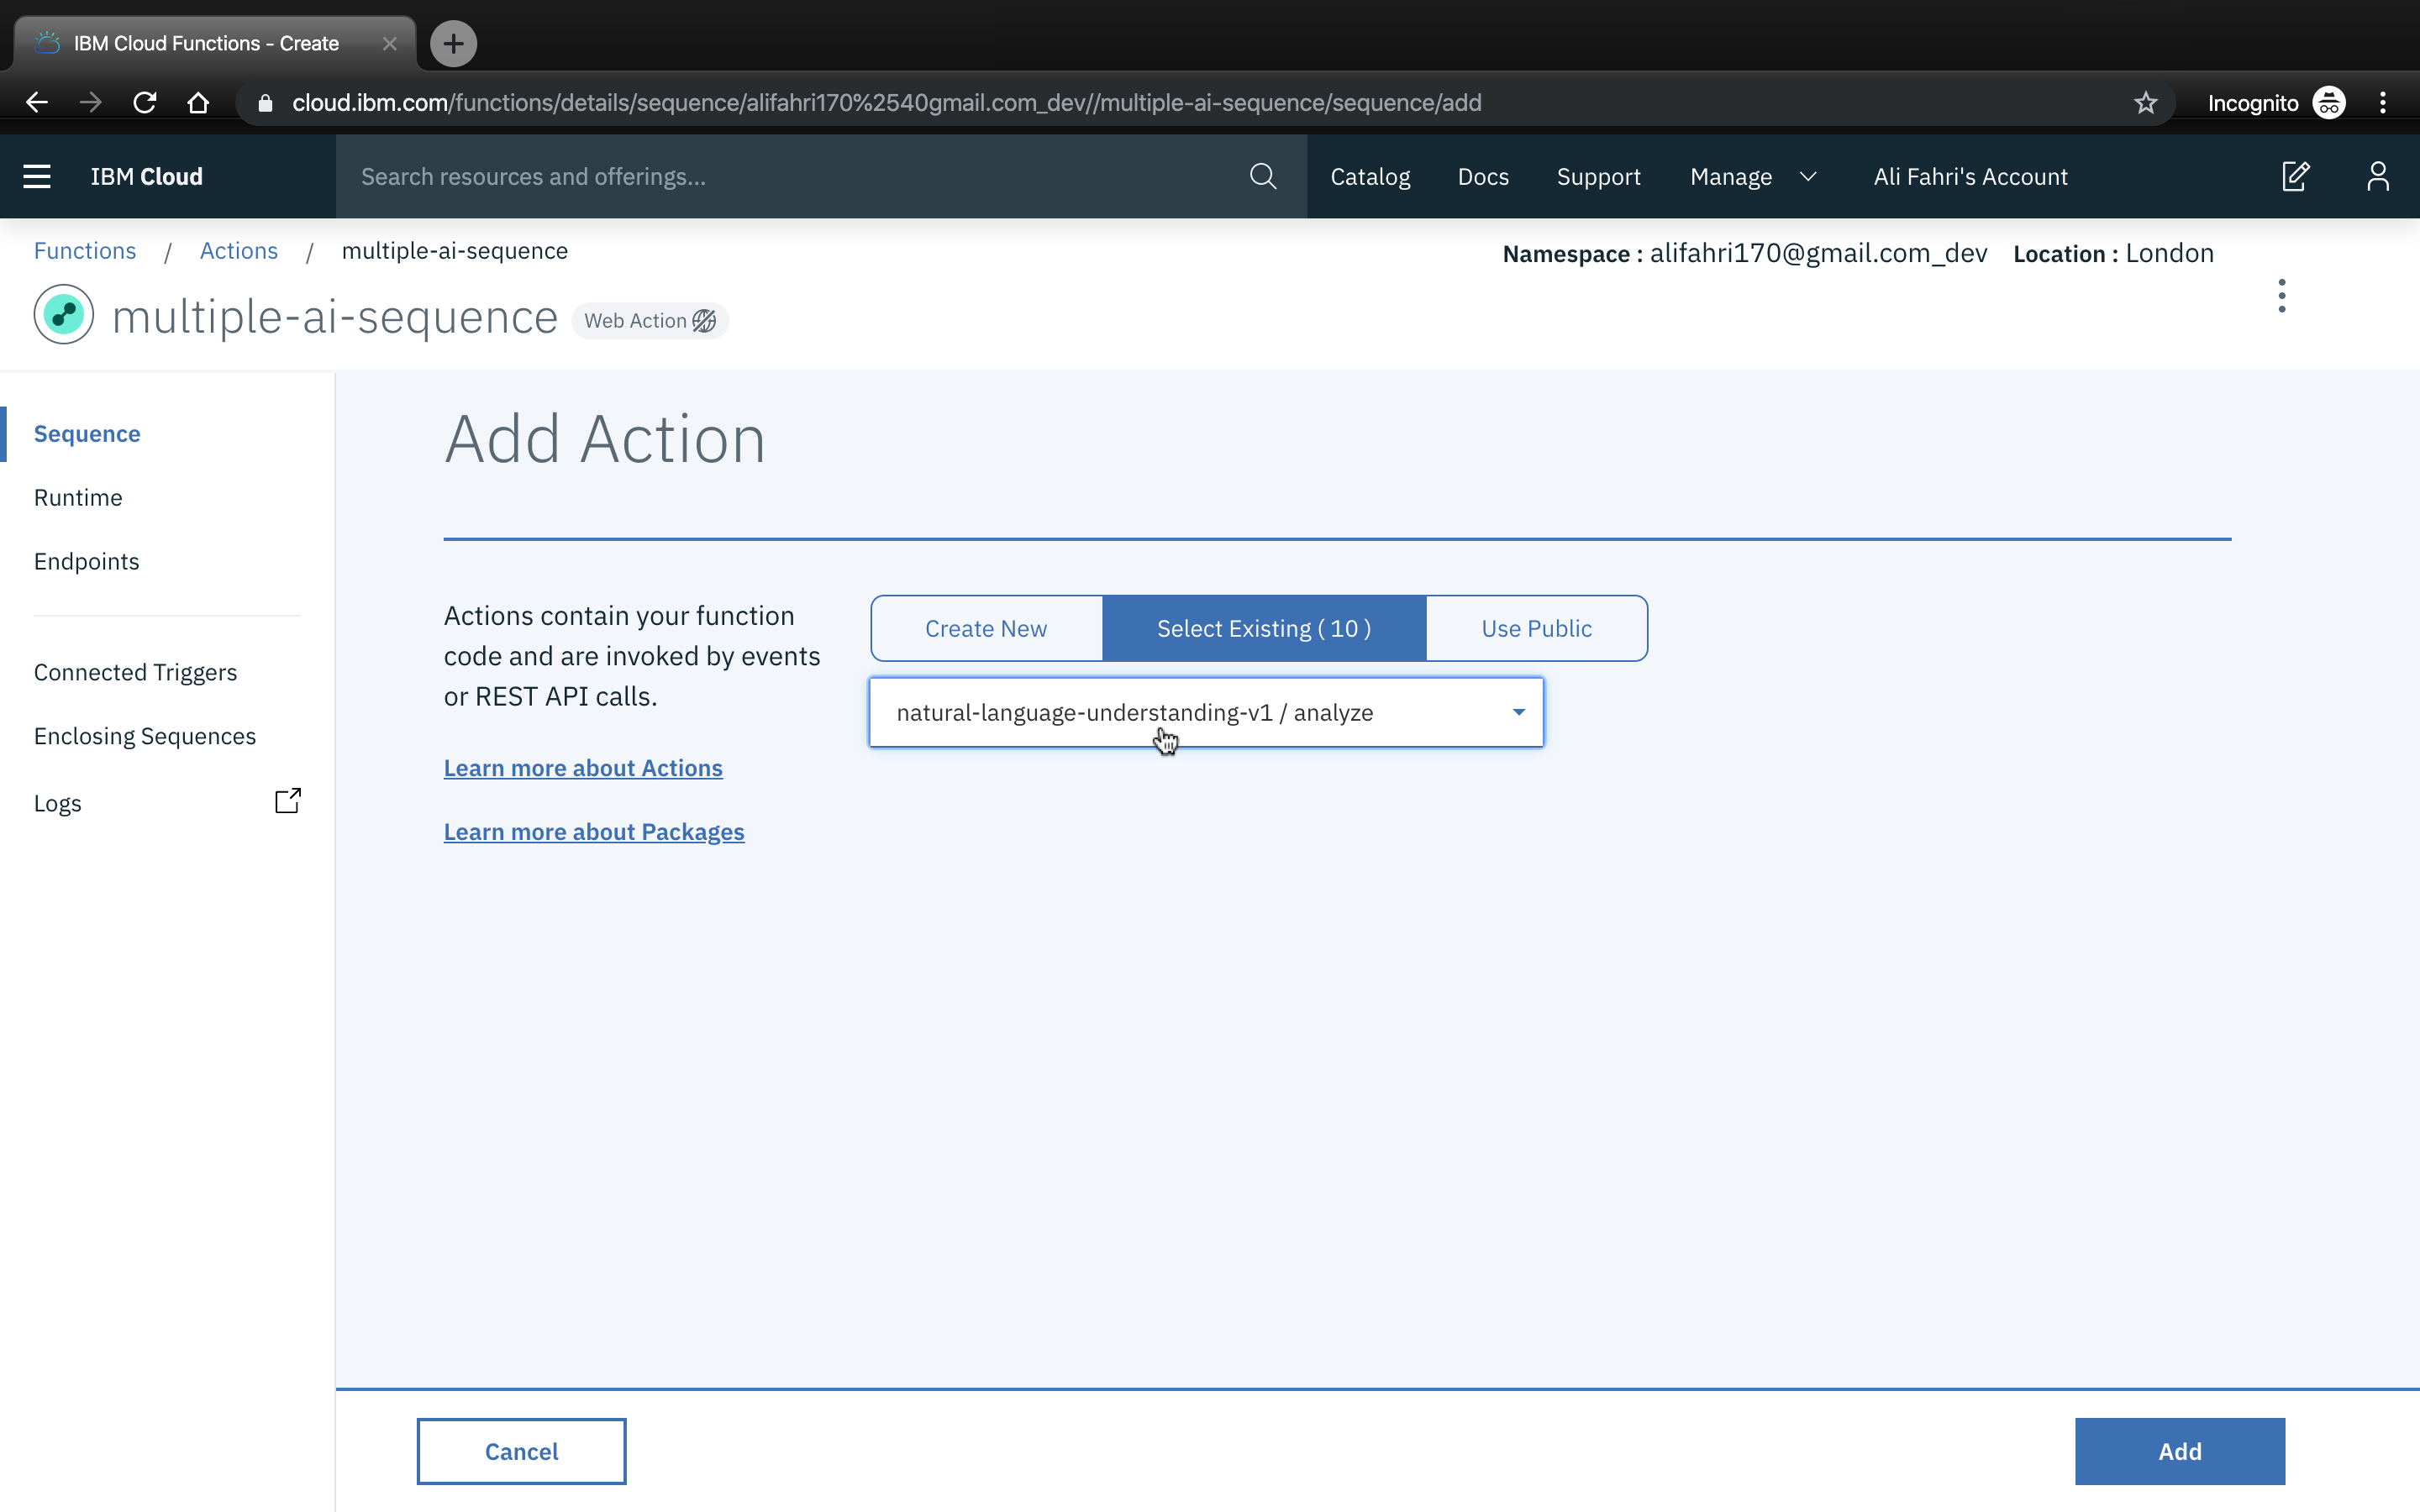 IBM Cloud Functions - Create
cloud.ibm.com/functions/details/sequence/alifahri170%2540gmail.com_dev//multiple-ai-sequence/sequence/add
Incognito
IBM Cloud
Search resources and offerings...
Catalog
Docs
Support
Manage
Ali Fahri's Account
Functions / Actions / multiple-ai-sequence
Namespace : alifahri170@gmail.com_dev Location : London
multiple-ai-sequence
Web Action
Sequence
Runtime
Endpoints
Connected Triggers
Enclosing Sequences
Logs
Add Action
Actions contain your function
code and are invoked by events
or REST API calls.
Learn more about Actions
Learn more about Packages
Create New
Select Existing ( 10 )
Use Public
natural-language-understanding-v1 / analyze
Cancel
Add